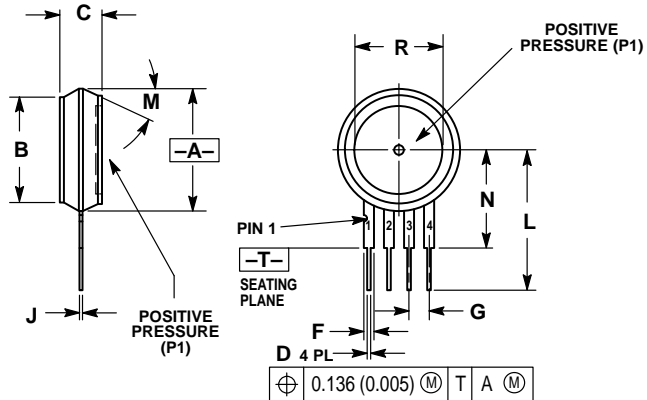 C
R
POSITIVE
PRESSURE (P1)
M
B
–A–
N
L
PIN 1
1 2 3 4
–T–
SEATING
PLANE
G
J
POSITIVE
PRESSURE
(P1)
F
D 4 PL
⌖ 0.136 (0.005) Ⓜ T A Ⓜ